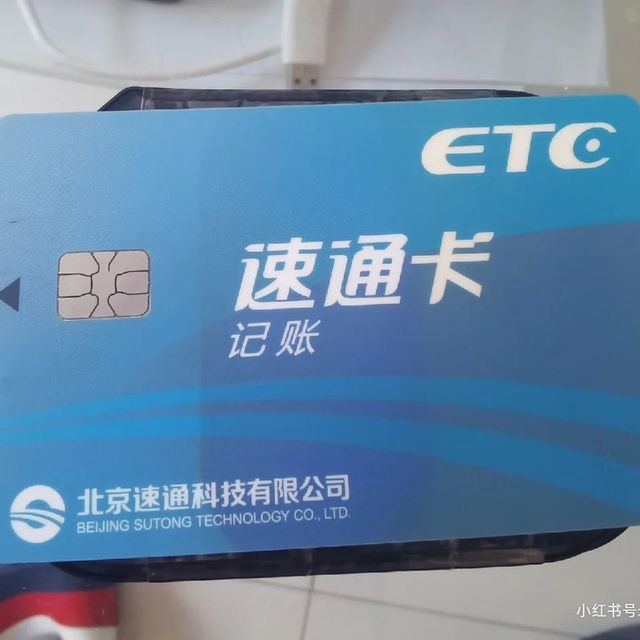 ETC
速通卡
记账
北京速通科技有限公司
BEIJING SUTONG TECHNOLOGY CO., LTD.
小红书号: